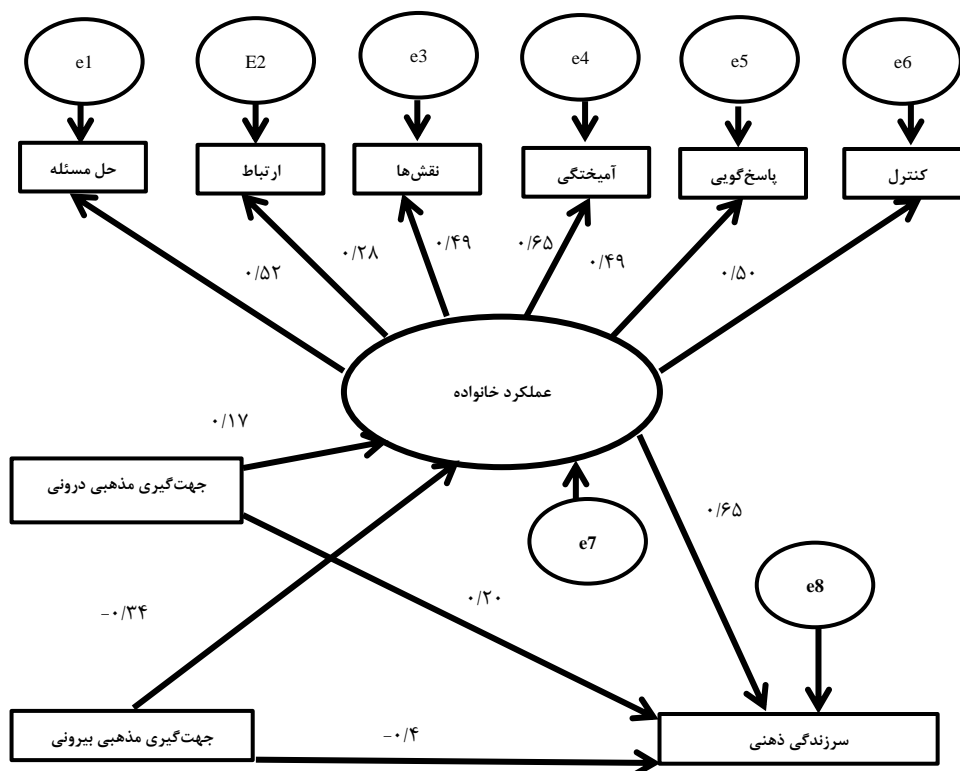 e1
E2
e3
e4
e5
e6
حل مسئله
ارتباط
نقش‌ها
آمیختگی
پاسخ‌گویی
کنترل
۰/۵۲
۰/۲۸
۰/۴۹
۰/۶۵
۰/۴۹
۰/۵۰
عملکرد خانواده
۰/۱۷
جهت‌گیری مذهبی درونی
e7
۰/۶۵
e8
-۰/۳۴
۰/۲۰
جهت‌گیری مذهبی بیرونی
-۰/۴
سرزندگی ذهنی